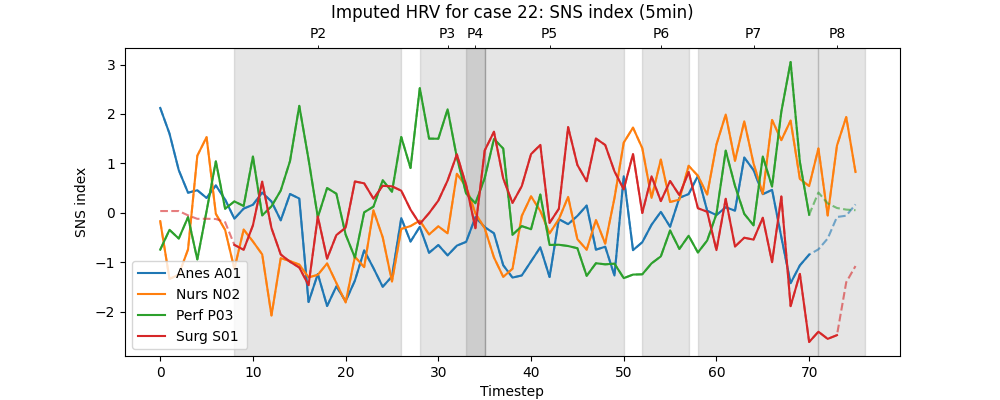 Imputed HRV for case 22: SNS index (5min)
P2 P3 P4 P5 P6 P7 P8
3
2
1
0
−1
−2
SNS index
Anes A01
Nurs N02
Perf P03
Surg S01
0 10 20 30 40 50 60 70
Timestep